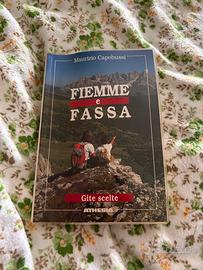 Maurizio Capobussi
FIEMME
e
FASSA
Gite scelte
ATHESIA